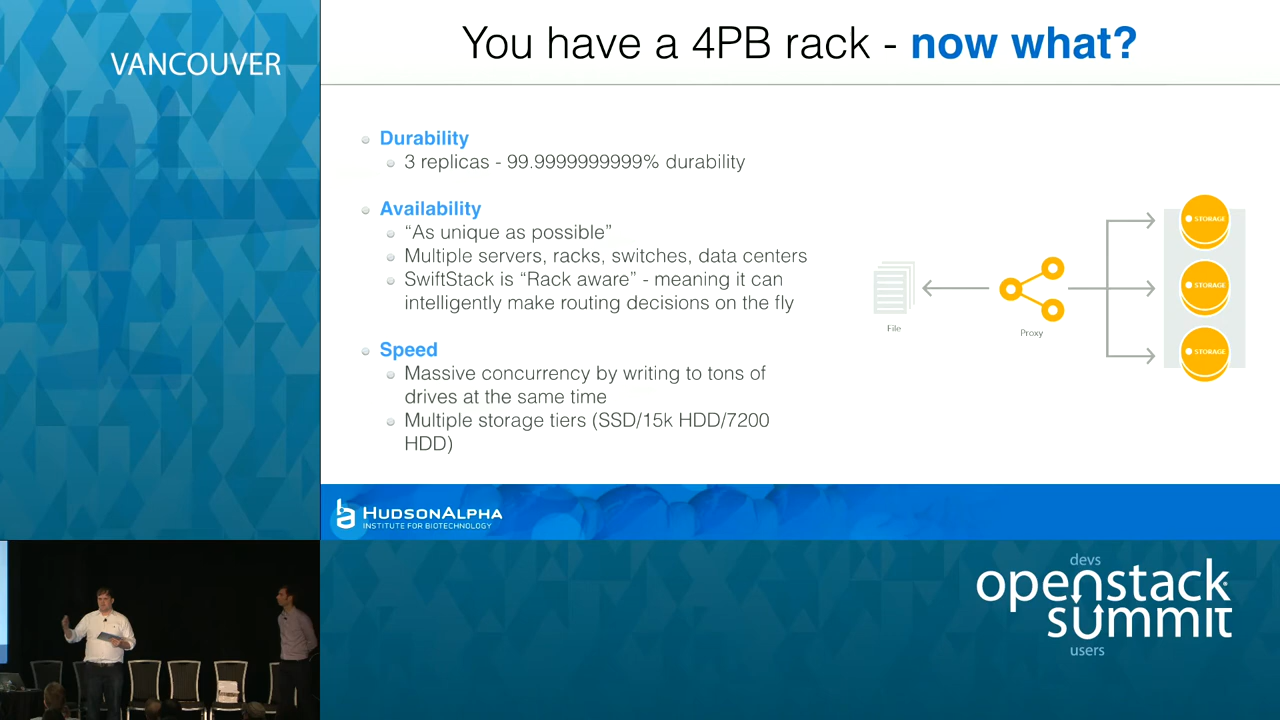 VANCOUVER
You have a 4PB rack - now what?
Durability
3 replicas - 99.9999999999% durability
Availability
“As unique as possible”
Multiple servers, racks, switches, data centers
SwiftStack is “Rack aware” - meaning it can
intelligently make routing decisions on the fly
Speed
Massive concurrency by writing to tons of
drives at the same time
Multiple storage tiers (SSD/15k HDD/7200
HDD)
File
Proxy
STORAGE
STORAGE
STORAGE
HUDSONALPHA
INSTITUTE FOR BIOTECHNOLOGY
devs
openstack
summit
users